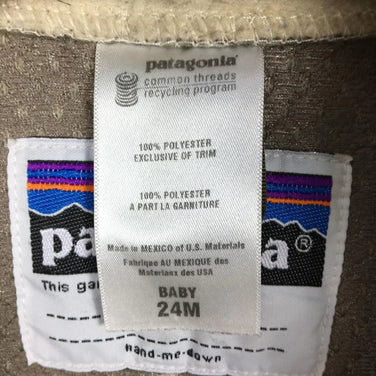 patagonia®
common threads
recycling program
100% POLYESTER
EXCLUSIVE OF TRIM
100% POLYESTER
A PART LA GARNITURE
Made in MEXICO of U.S. Materials
Fabrique AU MEXIQUE des
Materiaux des USA
BABY
24M
pa a®
This ga
hand-me-down